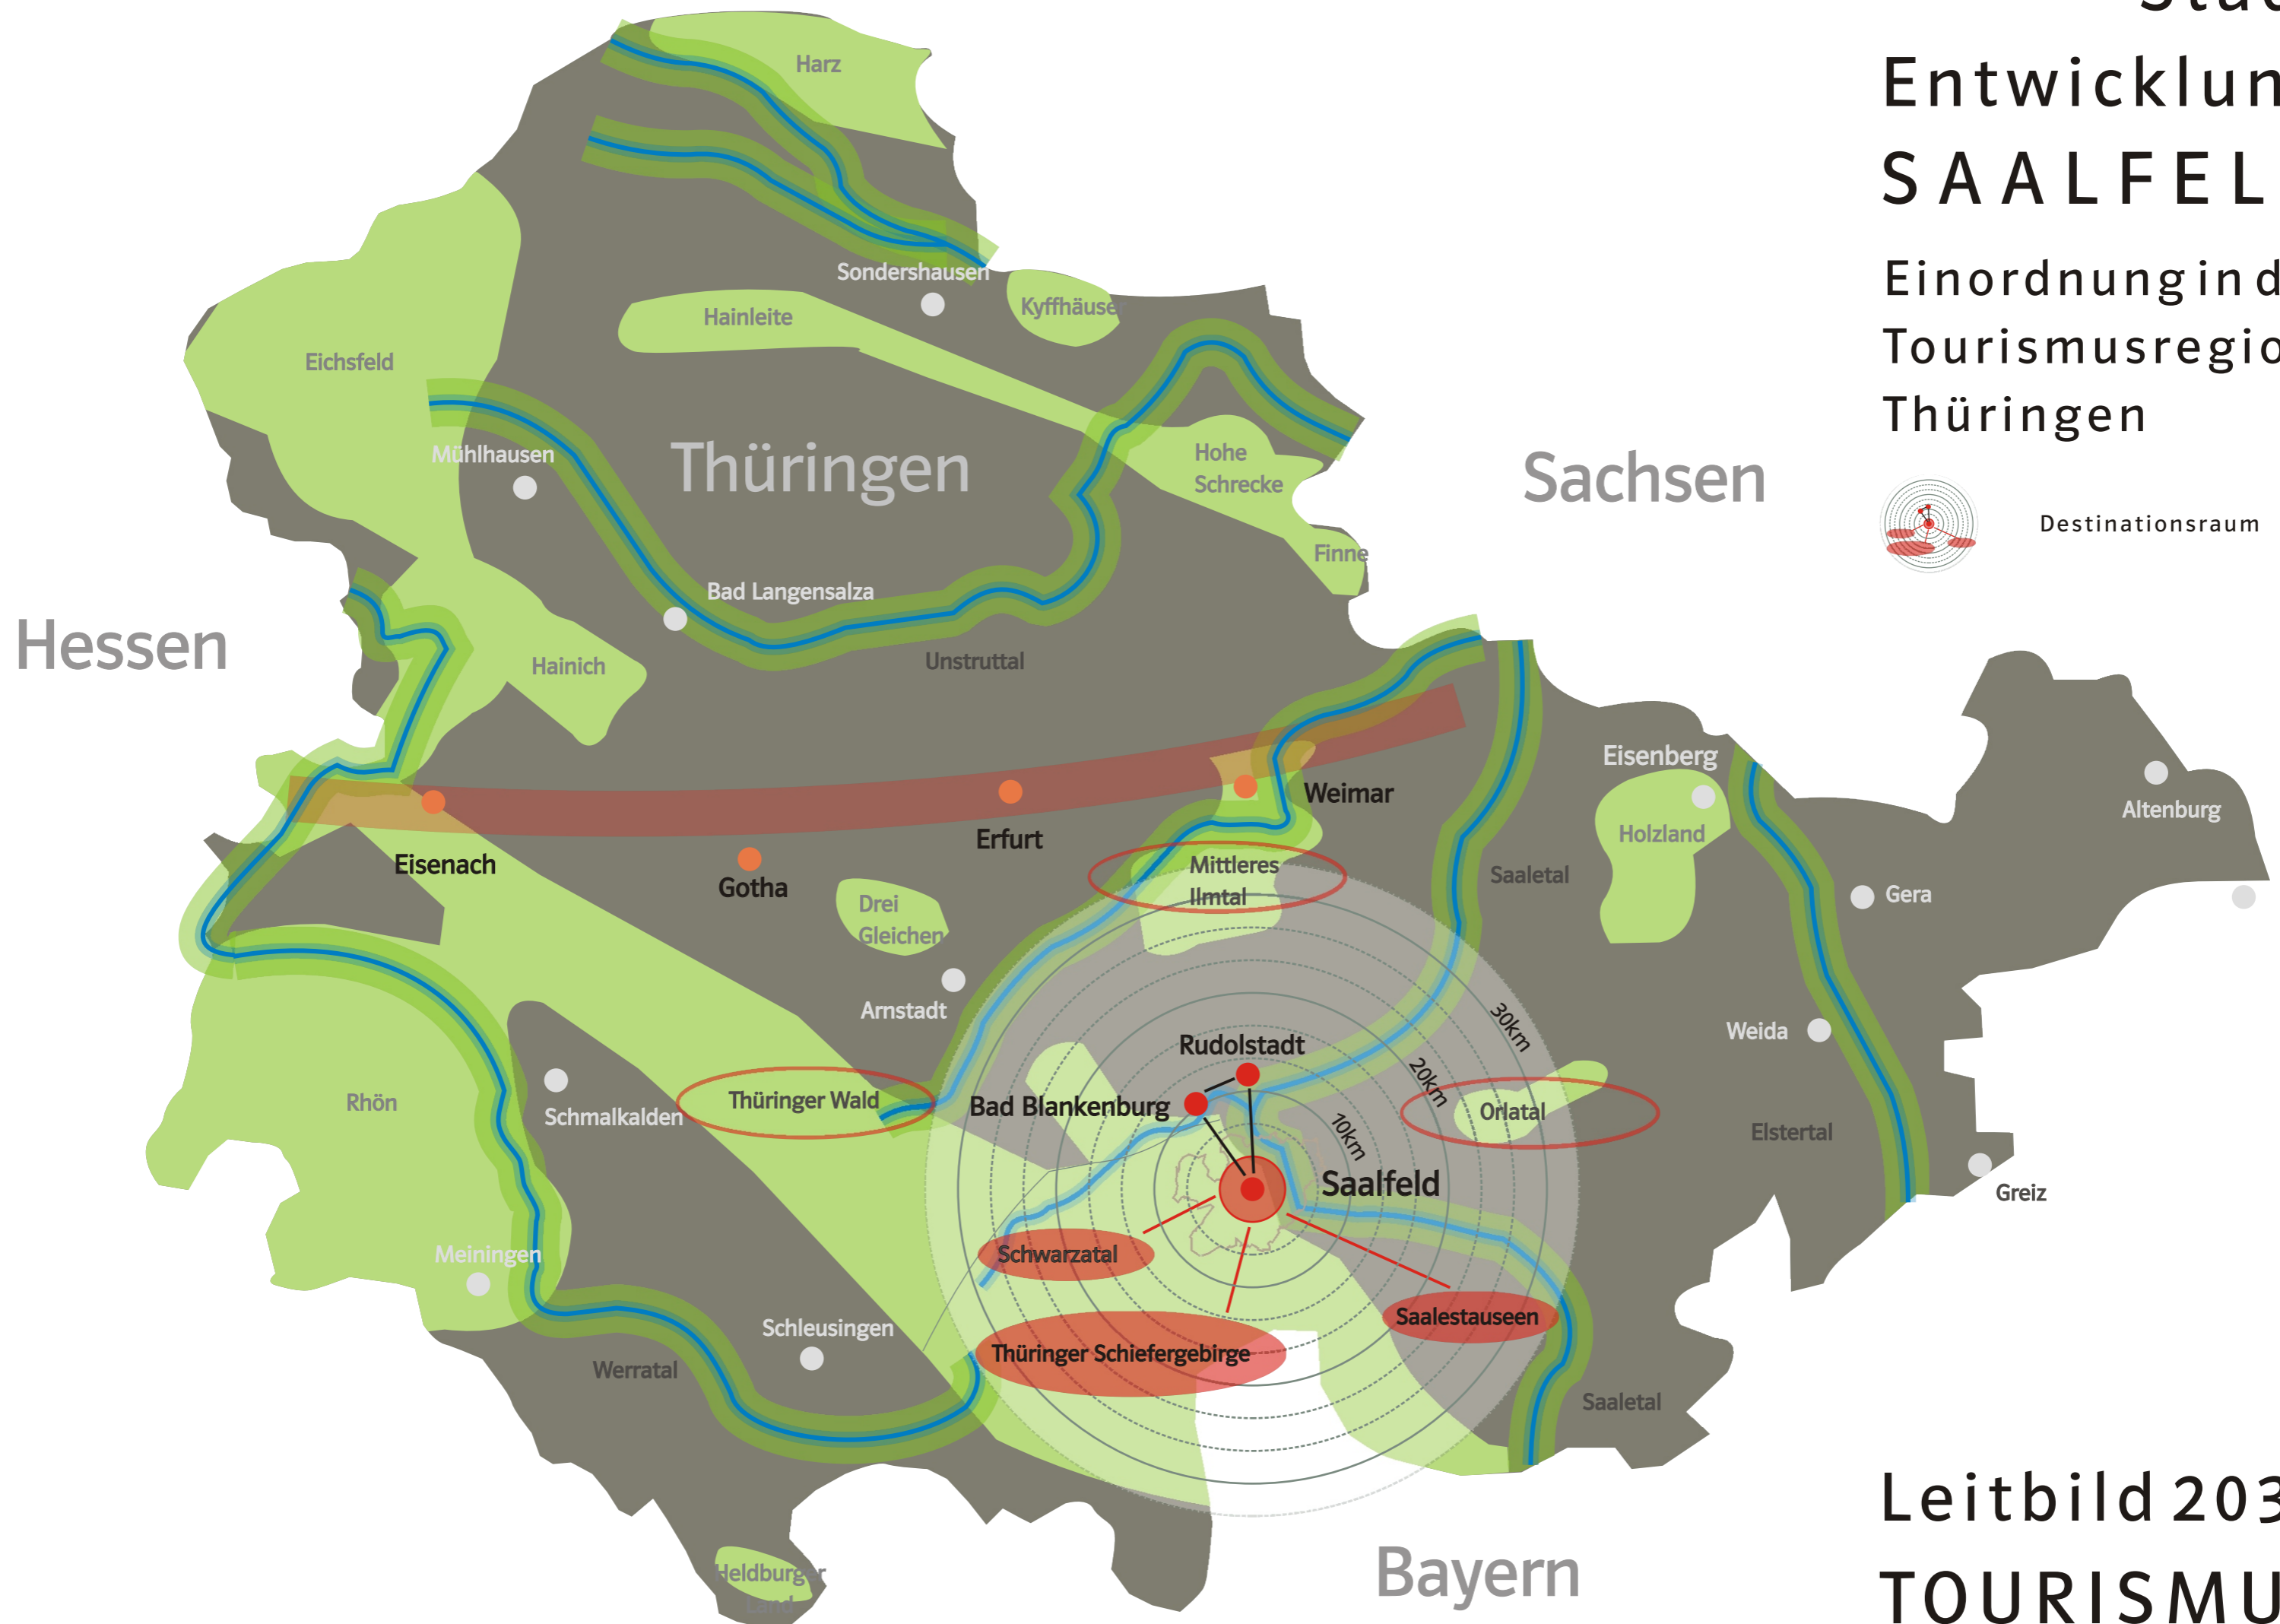 Entwicklun
SAALFEL
Einordnung in d
Tourismusregio
Thüringen
Destinationsraum
Harz
Sondershausen
Kyffhäuser
Hainleite
Eichsfeld
Mühlhausen
Thüringen
Hohe
Schrecke
Sachsen
Finne
Bad Langensalza
Hessen
Hainich
Unstruttal
Eisenberg
Weimar
Altenburg
Holzland
Erfurt
Eisenach
Gotha
Mittleres
Ilmtal
Saaletal
Gera
Drei
Gleichen
Arnstadt
30km
Weida
Rudolstadt
20km
Rhön
Thüringer Wald
Bad Blankenburg
Orlatal
Schmalkalden
10km
Elstertal
Saalfeld
Greiz
Meiningen
Schwarzatal
Saalestauseen
Schleusingen
Thüringer Schiefergebirge
Werratal
Saaletal
Leitbild 203
Bayern
Heldburger
Land
TOURISMU